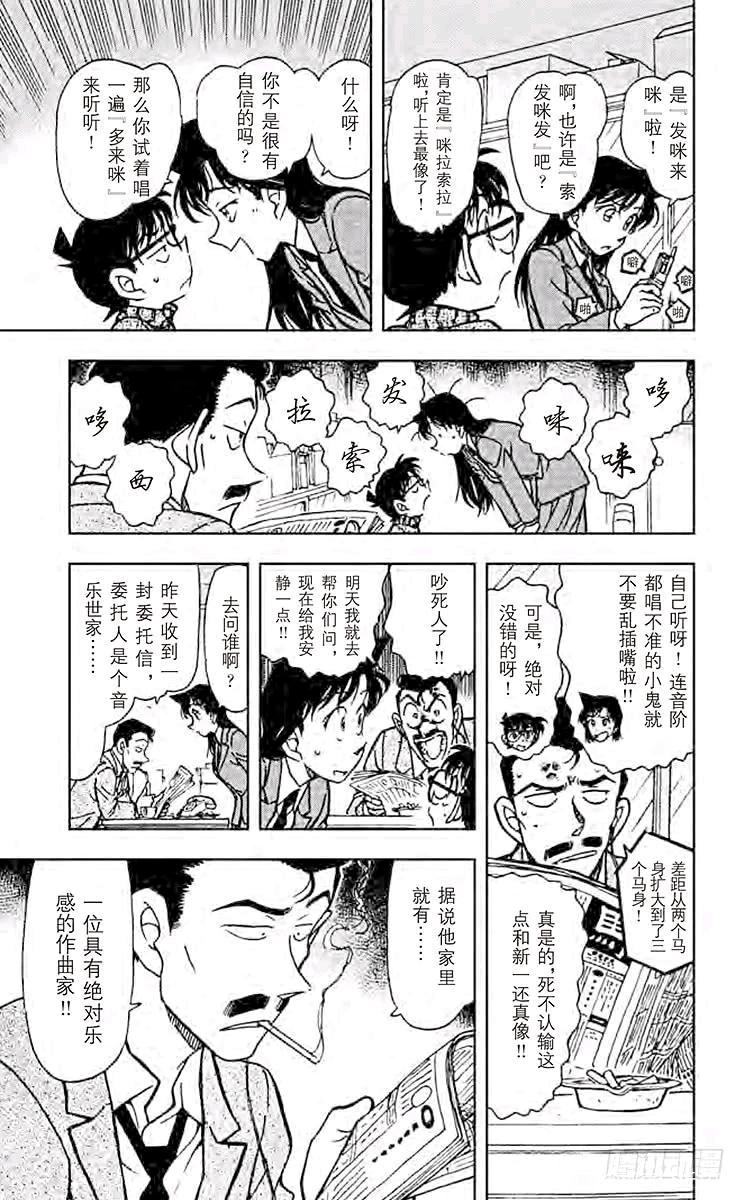 是『发咪来
咪』啦！
啊，也许是『索
发咪发』吧？
肯定是『咪拉索拉』
啦，听上去最像了！
噼
噼
啪
啪
什么呀！
你不是很有
自信的吗？
那么你试着唱
一遍『多来咪』
来听听！
哆
咪
发
索
拉
西
哆
自己听呀！连音阶
都唱不准的小鬼就
不要乱插嘴啦！！
可是，绝对
没错的呀！
差距从两个马
身扩大到了三
个马身！
真是的，死不认输这
点和新一还真像！！
吵死人了！！
明天我就去
帮你们问，
现在给我安
静一点！！
去问谁啊？
昨天收到一
封委托信，
委托人是个音
乐世家……
据说他家里
就有……
一位具有绝对乐
感的作曲家！！